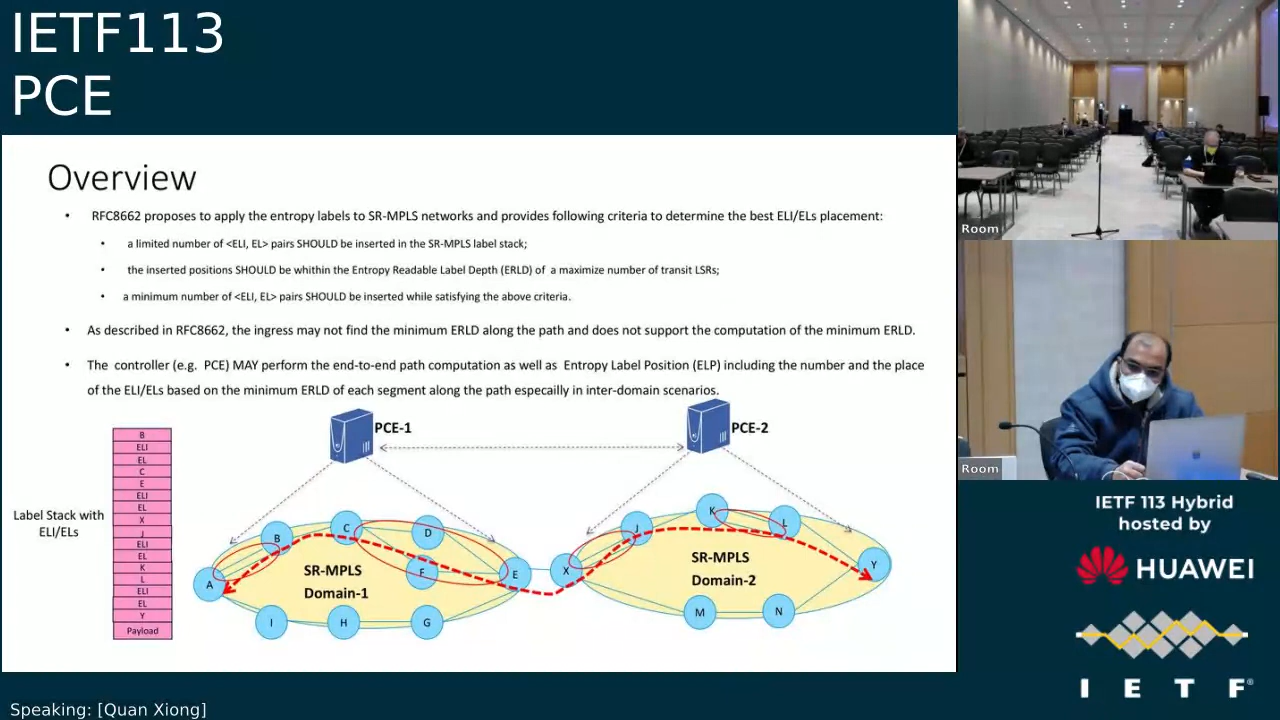 IETF113
PCE
Overview
• RFC8662 proposes to apply the entropy labels to SR-MPLS networks and provides following criteria to determine the best ELI/ELs placement:
• a limited number of <ELI, EL> pairs SHOULD be inserted in the SR-MPLS label stack;
• the inserted positions SHOULD be whithin the Entropy Readable Label Depth (ERLD) of a maximize number of transit LSRs;
• a minimum number of <ELI, EL> pairs SHOULD be inserted while satisfying the above criteria.
• As described in RFC8662, the ingress may not find the minimum ERLD along the path and does not support the computation of the minimum ERLD.
• The controller (e.g. PCE) MAY perform the end-to-end path computation as well as Entropy Label Position (ELP) including the number and the place
of the ELI/ELs based on the minimum ERLD of each segment along the path especailly in inter-domain scenarios.
PCE-1
PCE-2
Label Stack with
ELI/ELs
B
ELI
EL
C
E
ELI
EL
X
J
ELI
EL
K
L
ELI
EL
Y
Payload
A
B
C
D
F
E
I
H
G
SR-MPLS
Domain-1
X
J
K
L
Y
M
N
SR-MPLS
Domain-2
Room
Room
IETF 113 Hybrid
hosted by
HUAWEI
I E T F®
Speaking: [Quan Xiong]